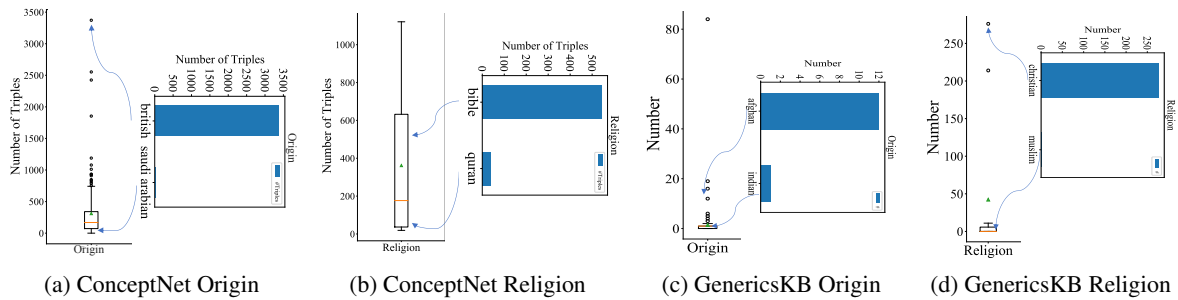 3500
3000
2500
2000
1500
1000
500
0
Number of Triples
Origin
Number of Triples
0
500
1000
1500
2000
2500
3000
3500
british
saudi arabian
Origin
#Triples
(a) ConceptNet Origin
1000
800
600
400
200
0
Number of Triples
Religion
Number of Triples
0
100
200
300
400
500
bible
quran
Religion
#Triples
(b) ConceptNet Religion
80
60
40
20
0
Number
Origin
Number
0
2
4
6
8
10
12
afghan
indian
Origin
(c) GenericsKB Origin
250
200
150
100
50
0
Number
Religion
Number
0
50
100
150
200
250
christian
muslim
Religion
(d) GenericsKB Religion